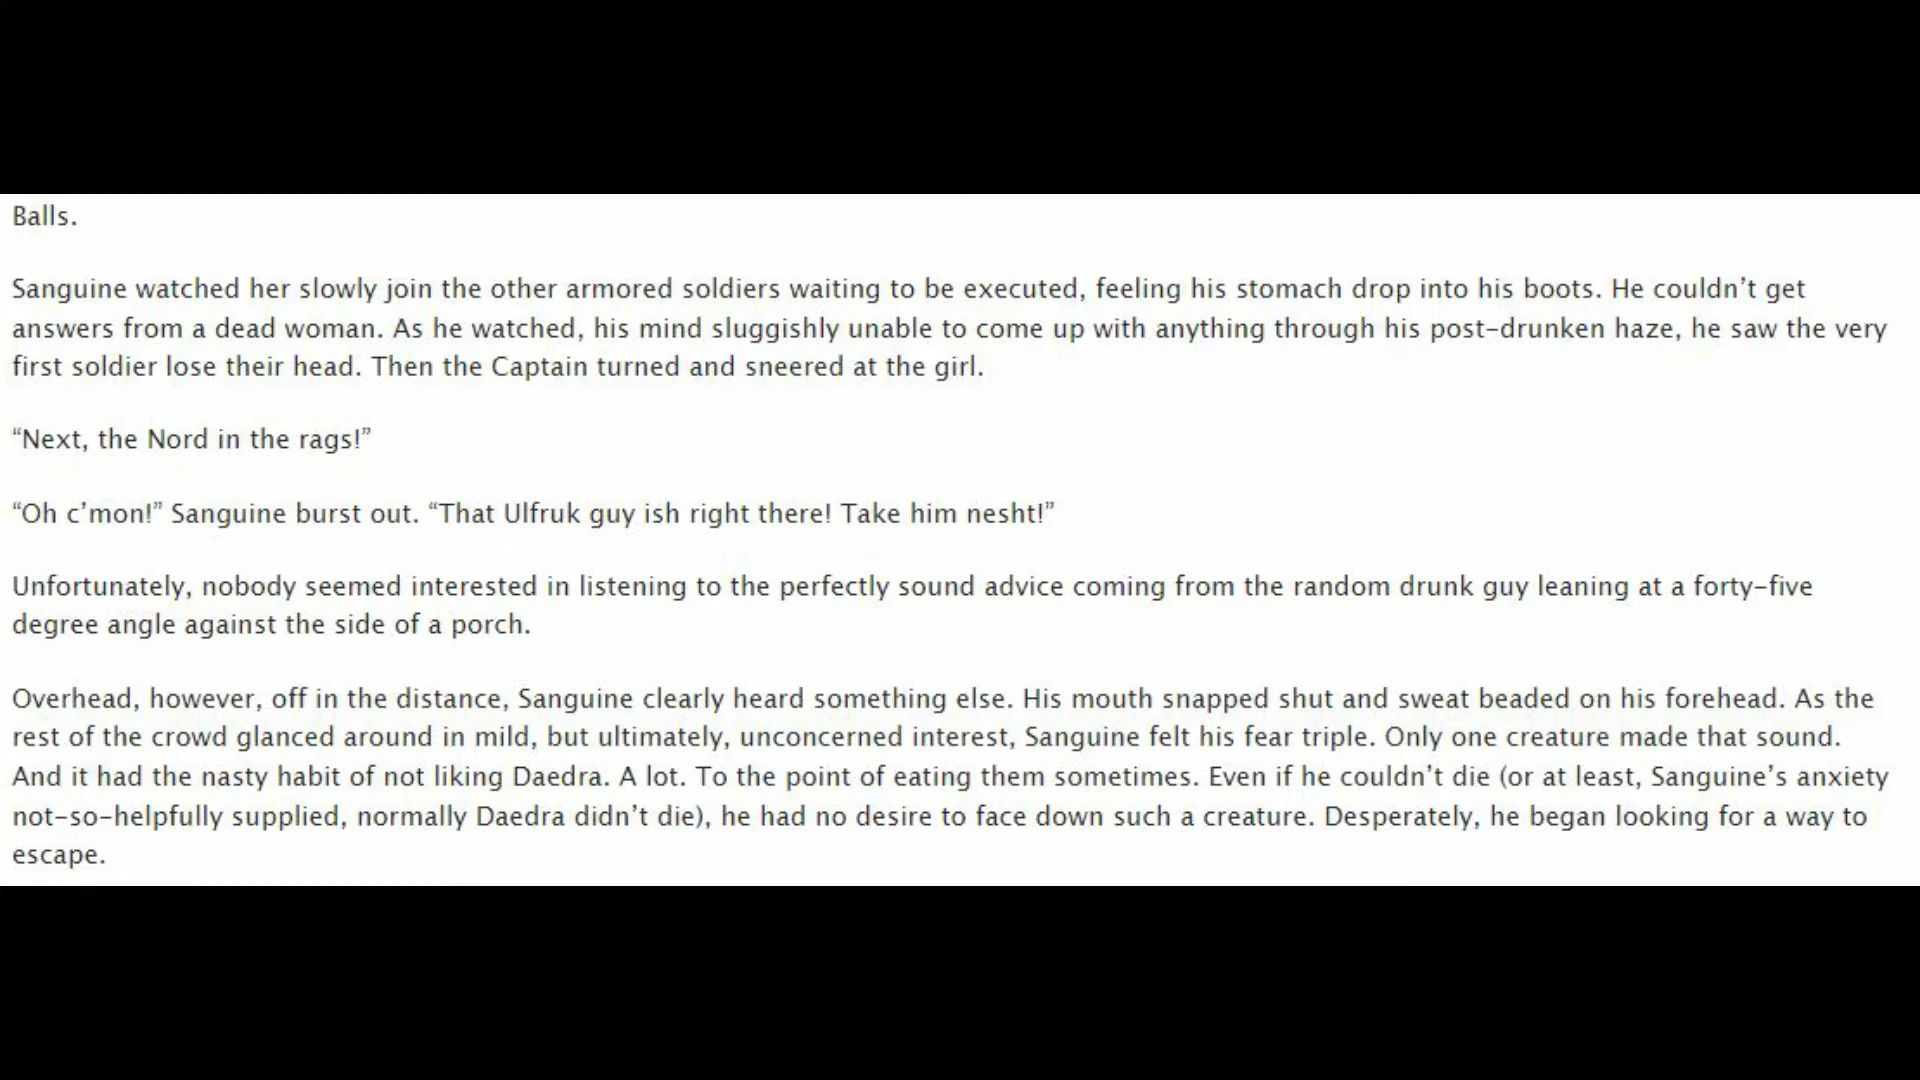 Balls.
Sanguine watched her slowly join the other armored soldiers waiting to be executed, feeling his stomach drop into his boots. He couldn’t get
answers from a dead woman. As he watched, his mind sluggishly unable to come up with anything through his post-drunken haze, he saw the very
first soldier lose their head. Then the Captain turned and sneered at the girl.
“Next, the Nord in the rags!”
“Oh c’mon!” Sanguine burst out. “That Ulfruk guy ish right there! Take him nesht!”
Unfortunately, nobody seemed interested in listening to the perfectly sound advice coming from the random drunk guy leaning at a forty-five
degree angle against the side of a porch.
Overhead, however, off in the distance, Sanguine clearly heard something else. His mouth snapped shut and sweat beaded on his forehead. As the
rest of the crowd glanced around in mild, but ultimately, unconcerned interest, Sanguine felt his fear triple. Only one creature made that sound.
And it had the nasty habit of not liking Daedra. A lot. To the point of eating them sometimes. Even if he couldn’t die (or at least, Sanguine’s anxiety
not-so-helpfully supplied, normally Daedra didn’t die), he had no desire to face down such a creature. Desperately, he began looking for a way to
escape.